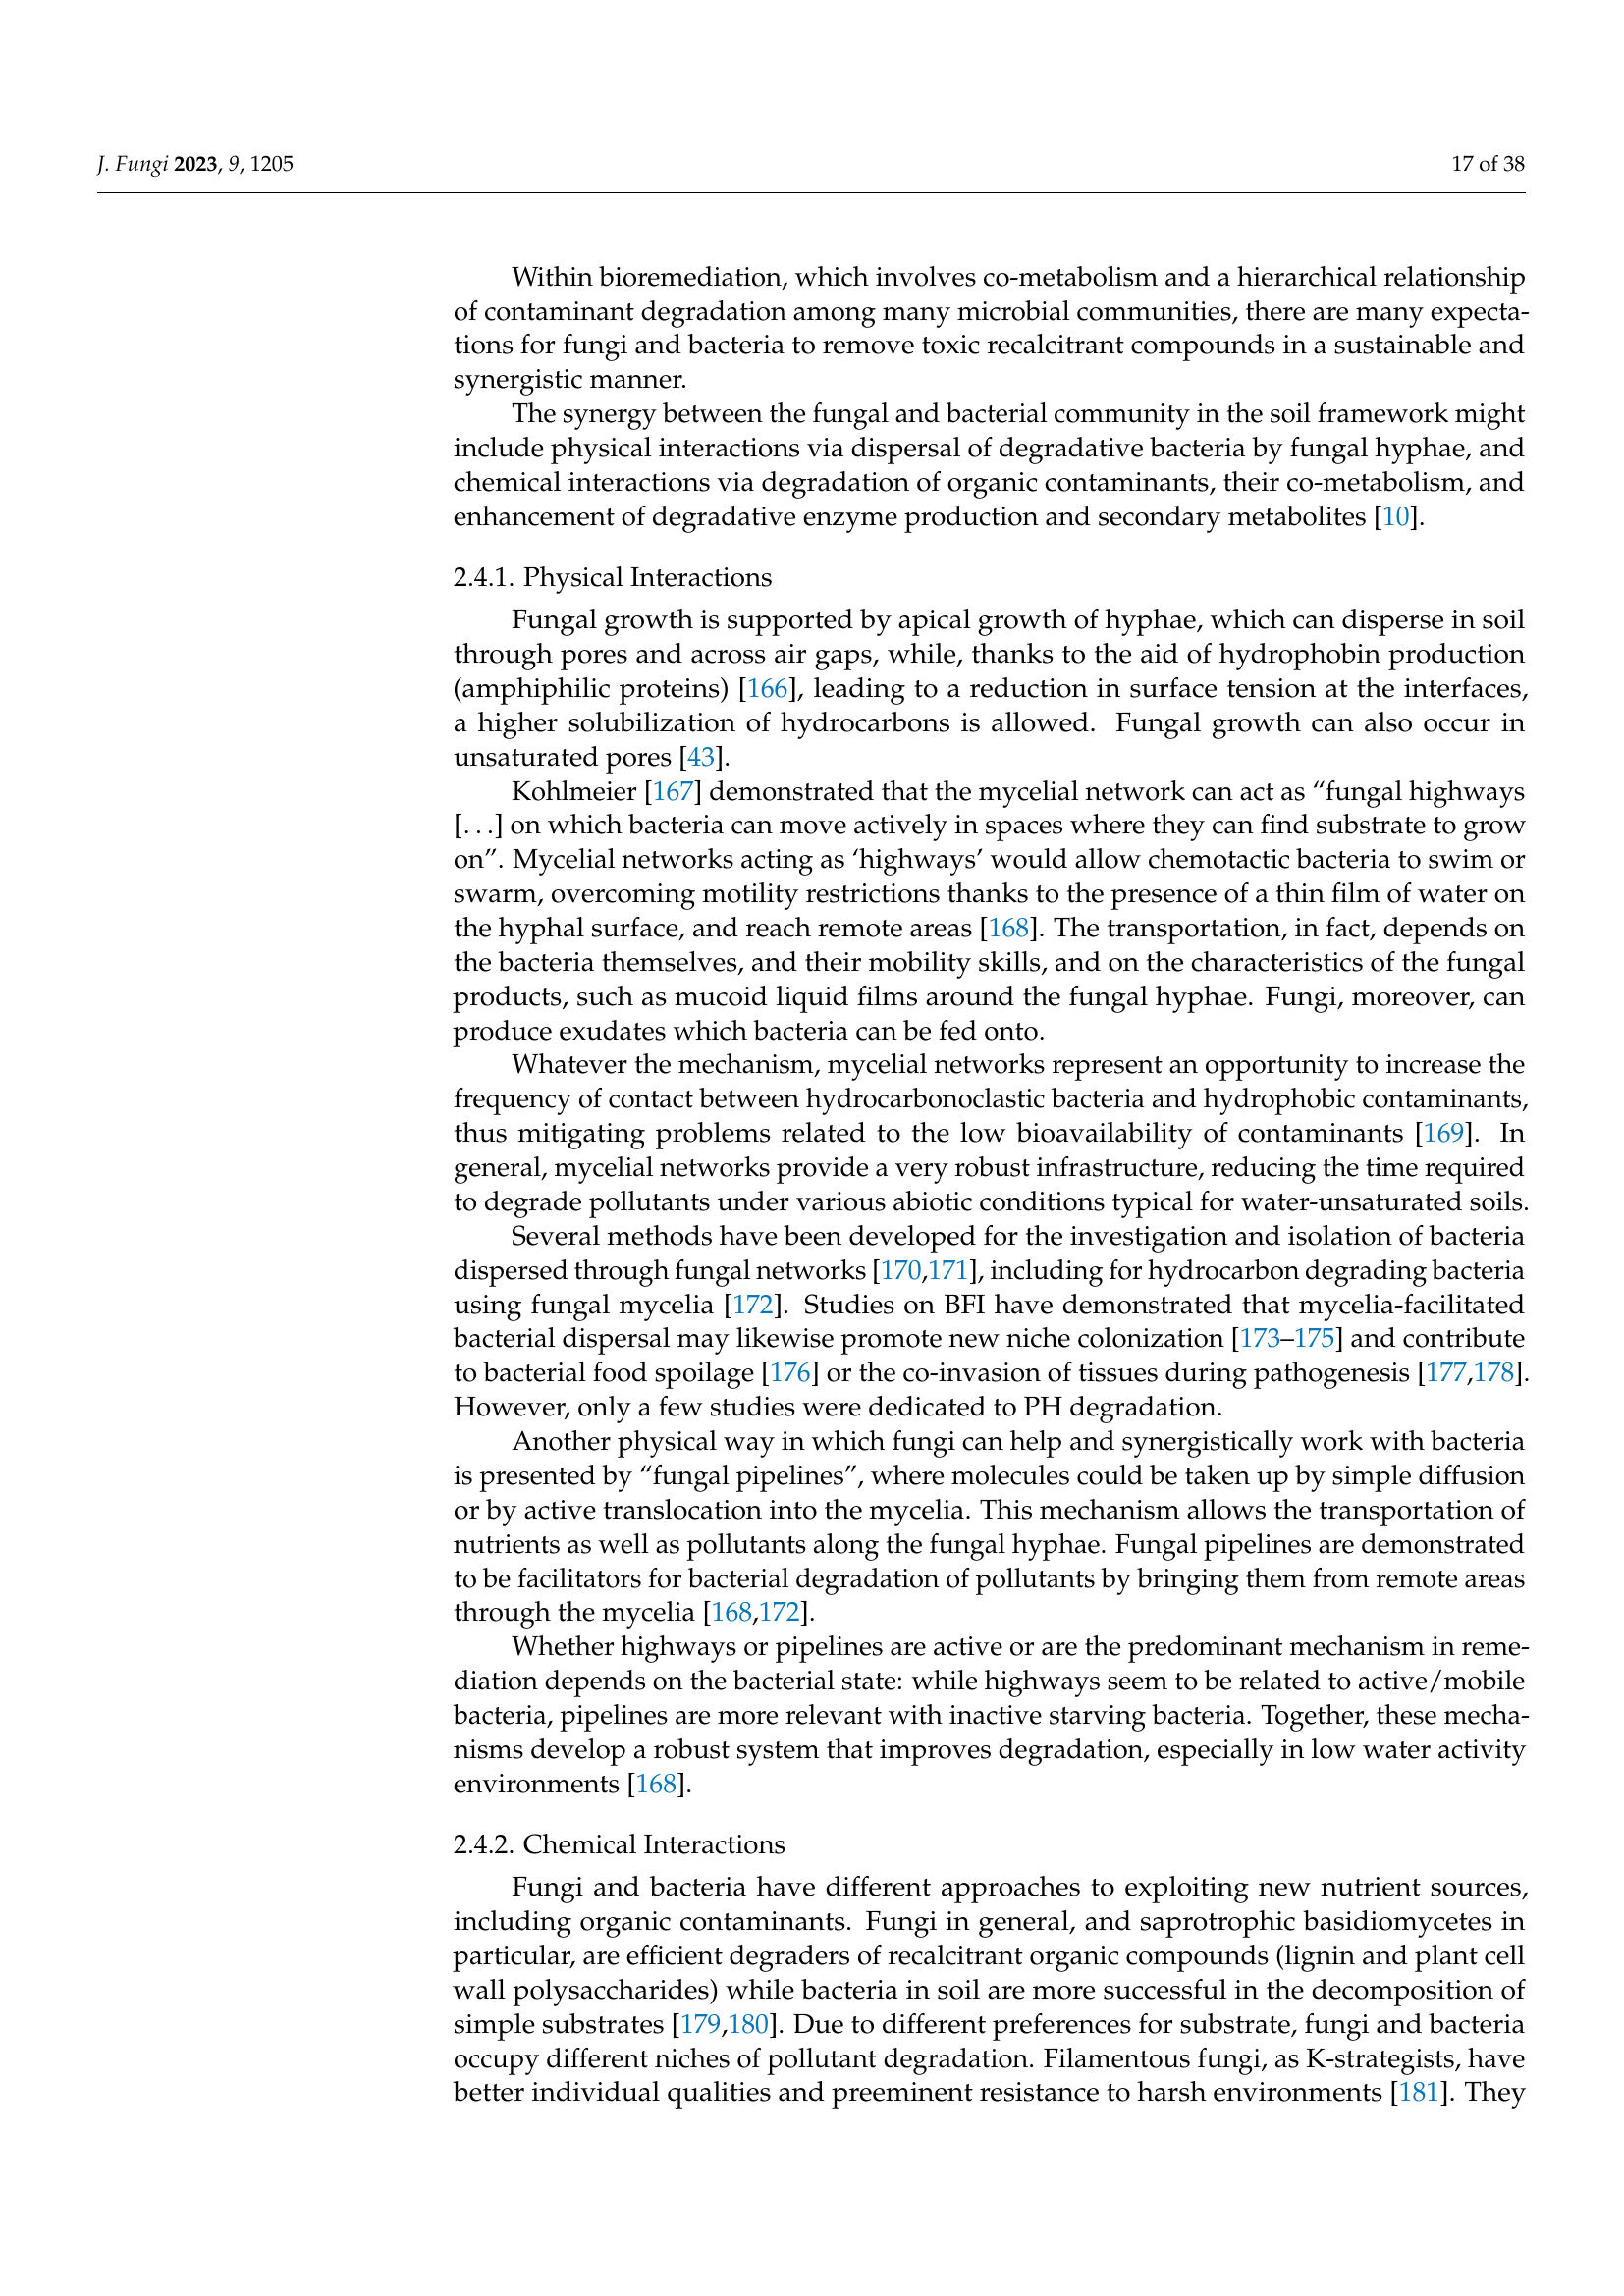 J. Fungi 2023, 9, 1205
17 of 38
Within bioremediation, which involves co-metabolism and a hierarchical relationship
of contaminant degradation among many microbial communities, there are many expecta-
tions for fungi and bacteria to remove toxic recalcitrant compounds in a sustainable and
synergistic manner.
The synergy between the fungal and bacterial community in the soil framework might
include physical interactions via dispersal of degradative bacteria by fungal hyphae, and
chemical interactions via degradation of organic contaminants, their co-metabolism, and
enhancement of degradative enzyme production and secondary metabolites [10].
2.4.1. Physical Interactions
Fungal growth is supported by apical growth of hyphae, which can disperse in soil
through pores and across air gaps, while, thanks to the aid of hydrophobin production
(amphiphilic proteins) [166], leading to a reduction in surface tension at the interfaces,
a higher solubilization of hydrocarbons is allowed. Fungal growth can also occur in
unsaturated pores [43].
Kohlmeier [167] demonstrated that the mycelial network can act as “fungal highways
[. . .] on which bacteria can move actively in spaces where they can find substrate to grow
on”. Mycelial networks acting as ‘highways’ would allow chemotactic bacteria to swim or
swarm, overcoming motility restrictions thanks to the presence of a thin film of water on
the hyphal surface, and reach remote areas [168]. The transportation, in fact, depends on
the bacteria themselves, and their mobility skills, and on the characteristics of the fungal
products, such as mucoid liquid films around the fungal hyphae. Fungi, moreover, can
produce exudates which bacteria can be fed onto.
Whatever the mechanism, mycelial networks represent an opportunity to increase the
frequency of contact between hydrocarbonoclastic bacteria and hydrophobic contaminants,
thus mitigating problems related to the low bioavailability of contaminants [169]. In
general, mycelial networks provide a very robust infrastructure, reducing the time required
to degrade pollutants under various abiotic conditions typical for water-unsaturated soils.
Several methods have been developed for the investigation and isolation of bacteria
dispersed through fungal networks [170,171], including for hydrocarbon degrading bacteria
using fungal mycelia [172]. Studies on BFI have demonstrated that mycelia-facilitated
bacterial dispersal may likewise promote new niche colonization [173–175] and contribute
to bacterial food spoilage [176] or the co-invasion of tissues during pathogenesis [177,178].
However, only a few studies were dedicated to PH degradation.
Another physical way in which fungi can help and synergistically work with bacteria
is presented by “fungal pipelines”, where molecules could be taken up by simple diffusion
or by active translocation into the mycelia. This mechanism allows the transportation of
nutrients as well as pollutants along the fungal hyphae. Fungal pipelines are demonstrated
to be facilitators for bacterial degradation of pollutants by bringing them from remote areas
through the mycelia [168,172].
Whether highways or pipelines are active or are the predominant mechanism in reme-
diation depends on the bacterial state: while highways seem to be related to active/mobile
bacteria, pipelines are more relevant with inactive starving bacteria. Together, these mecha-
nisms develop a robust system that improves degradation, especially in low water activity
environments [168].
2.4.2. Chemical Interactions
Fungi and bacteria have different approaches to exploiting new nutrient sources,
including organic contaminants. Fungi in general, and saprotrophic basidiomycetes in
particular, are efficient degraders of recalcitrant organic compounds (lignin and plant cell
wall polysaccharides) while bacteria in soil are more successful in the decomposition of
simple substrates [179,180]. Due to different preferences for substrate, fungi and bacteria
occupy different niches of pollutant degradation. Filamentous fungi, as K-strategists, have
better individual qualities and preeminent resistance to harsh environments [181]. They